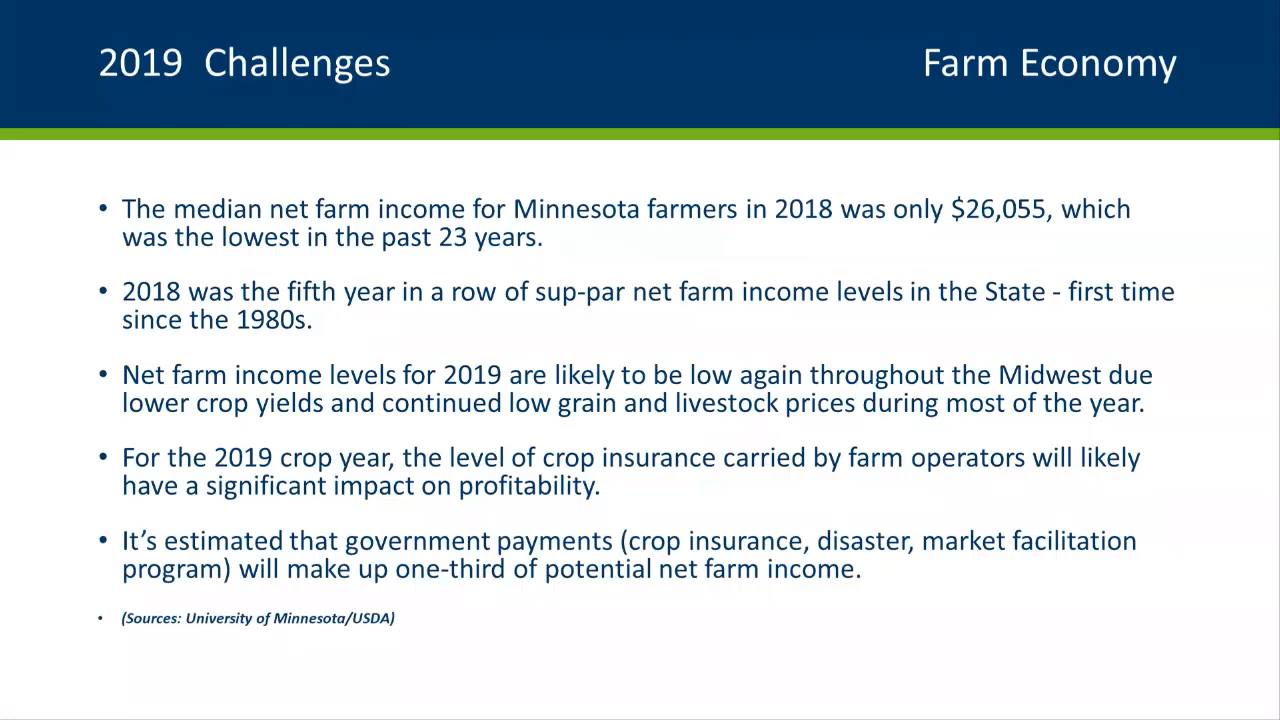 2019  Challenges
Farm Economy
• The median net farm income for Minnesota farmers in 2018 was only $26,055, which
was the lowest in the past 23 years.
• 2018 was the fifth year in a row of sup-par net farm income levels in the State - first time
since the 1980s.
• Net farm income levels for 2019 are likely to be low again throughout the Midwest due
lower crop yields and continued low grain and livestock prices during most of the year.
• For the 2019 crop year, the level of crop insurance carried by farm operators will likely
have a significant impact on profitability.
• It’s estimated that government payments (crop insurance, disaster, market facilitation
program) will make up one-third of potential net farm income.
• (Sources: University of Minnesota/USDA)